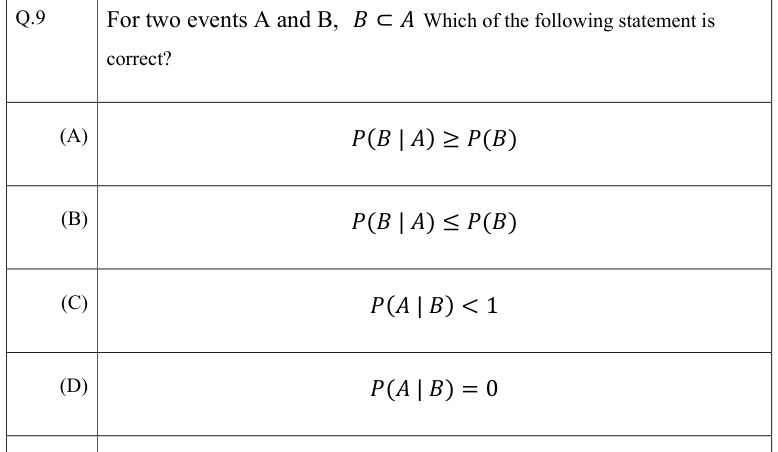 Q.9 For two events A and B, B ⊂ A Which of the following statement is
correct?
(A) P(B | A) ≥ P(B)
(B) P(B | A) ≤ P(B)
(C) P(A | B) < 1
(D) P(A | B) = 0